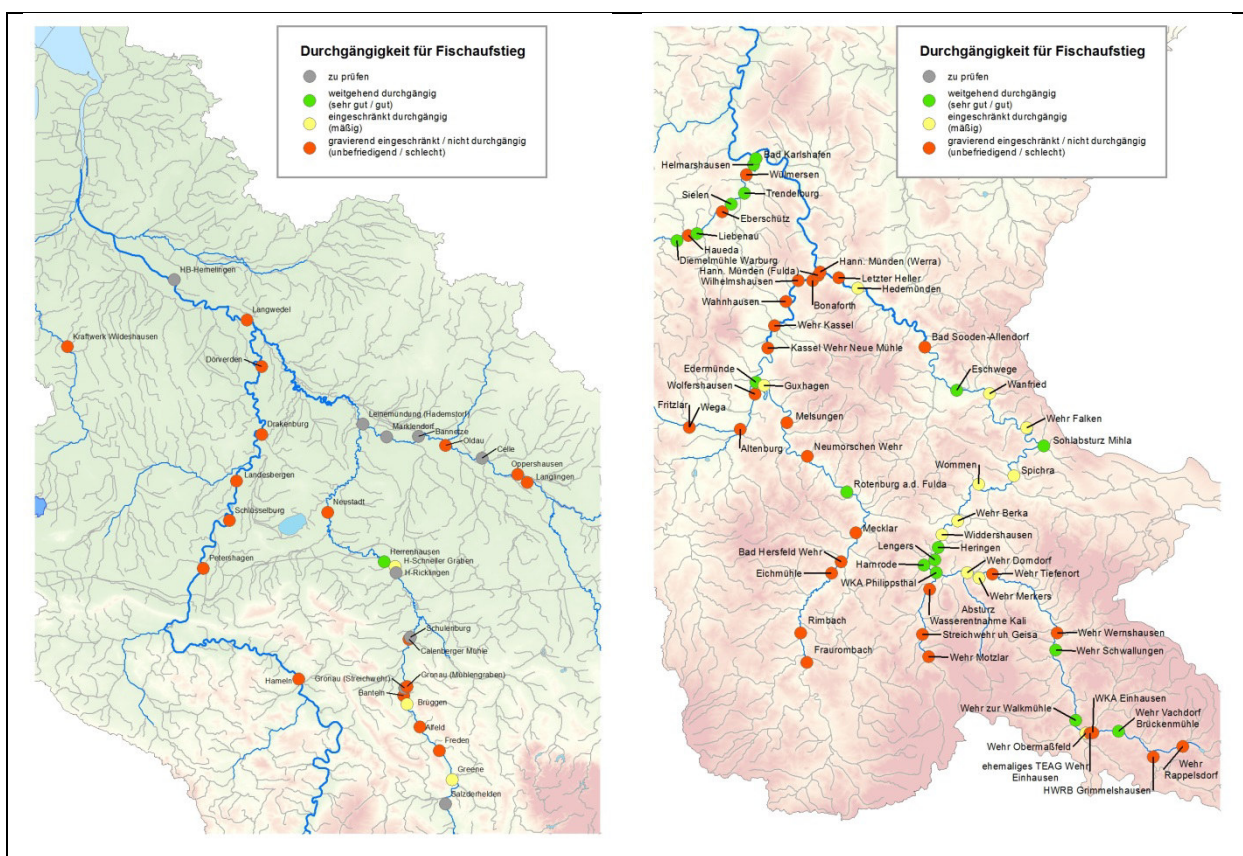 Durchgängigkeit für Fischaufstieg
zu prüfen
weitgehend durchgängig
(sehr gut / gut)
eingeschränkt durchgängig
(mäßig)
gravierend eingeschränkt / nicht durchgängig
(unbefriedigend / schlecht)
HB-Hemelingen
Langwedel
Kraftwerk Wildeshausen
Dörverden
Leinemündung (Hademstorf)
Marklendorf
Bannetze
Drakenburg
Oldau
Celle
Oppershausen
Langlingen
Landesbergen
Schlüsselburg
Neustadt
Petershagen
Herrenhausen
H-Schneller Graben
H-Ricklingen
Schulenburg
Calenberger Mühle
Hameln
Gronau (Streichwehr)
Gronau (Mühlengraben)
Banteln
Brüggen
Alfeld
Freden
Greene
Salzderhelden
Durchgängigkeit für Fischaufstieg
zu prüfen
weitgehend durchgängig
(sehr gut / gut)
eingeschränkt durchgängig
(mäßig)
gravierend eingeschränkt / nicht durchgängig
(unbefriedigend / schlecht)
Bad Karlshafen
Helmarshausen
Wülmersen
Trendelburg
Sielen
Eberschütz
Liebenau
Haueda
Diemelmühle Warburg
Hann. Münden (Werra)
Hann. Münden (Fulda)
Wilhelmshausen
Letzter Heller
Hedemünden
Bonaforth
Wahnhausen
Wehr Kassel
Kassel Wehr Neue Mühle
Bad Sooden-Allendorf
Edermünde
Guxhagen
Eschwege
Wanfried
Wolfershausen
Fritzlar
Wega
Melsungen
Wehr Falken
Altenburg
Neumorschen Wehr
Sohlabsturz Mihla
Wommen
Spichra
Rotenburg a.d. Fulda
Wehr Berka
Mecklar
Widdershausen
Lengers
Heringen
Bad Hersfeld Wehr
Hamrode
Wehr Dorndorf
Eichmühle
WKA Philippsthal
Wehr Tiefenort
Wehr Merkers
Absturz
Wasserentnahme Kali
Rimbach
Streichwehr uh Geisa
Wehr Wernshausen
Wehr Schwallungen
Fraurombach
Wehr Motzlar
WKA Einhausen
Wehr zur Walkmühle
Wehr Vachdorf
Brückenmühle
Wehr Obermaßfeld
ehemaliges TEAG Wehr
Einhausen
Wehr
Rappelsdorf
HWRB Grimmelshausen